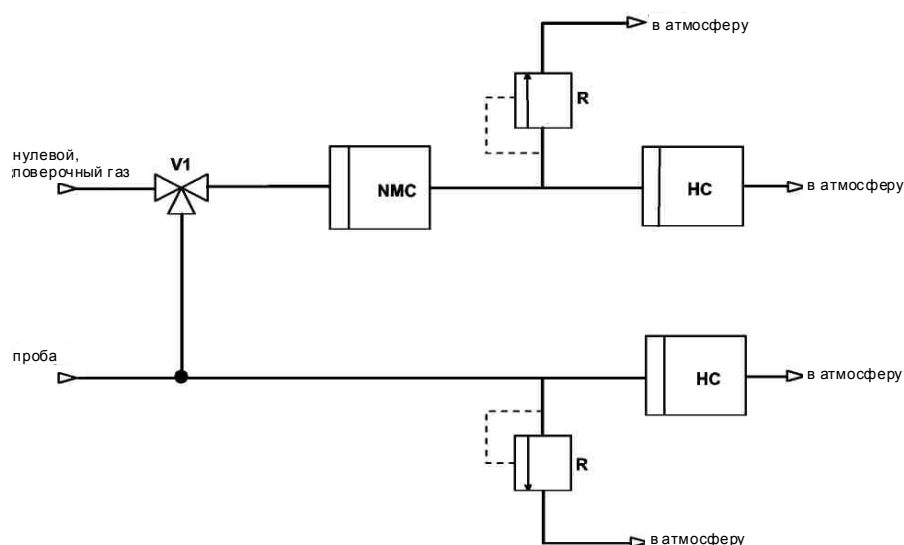 в атмосферу
R
нулевой,
поверочный газ
V1
NMC
HC
в атмосферу
проба
HC
в атмосферу
R
в атмосферу